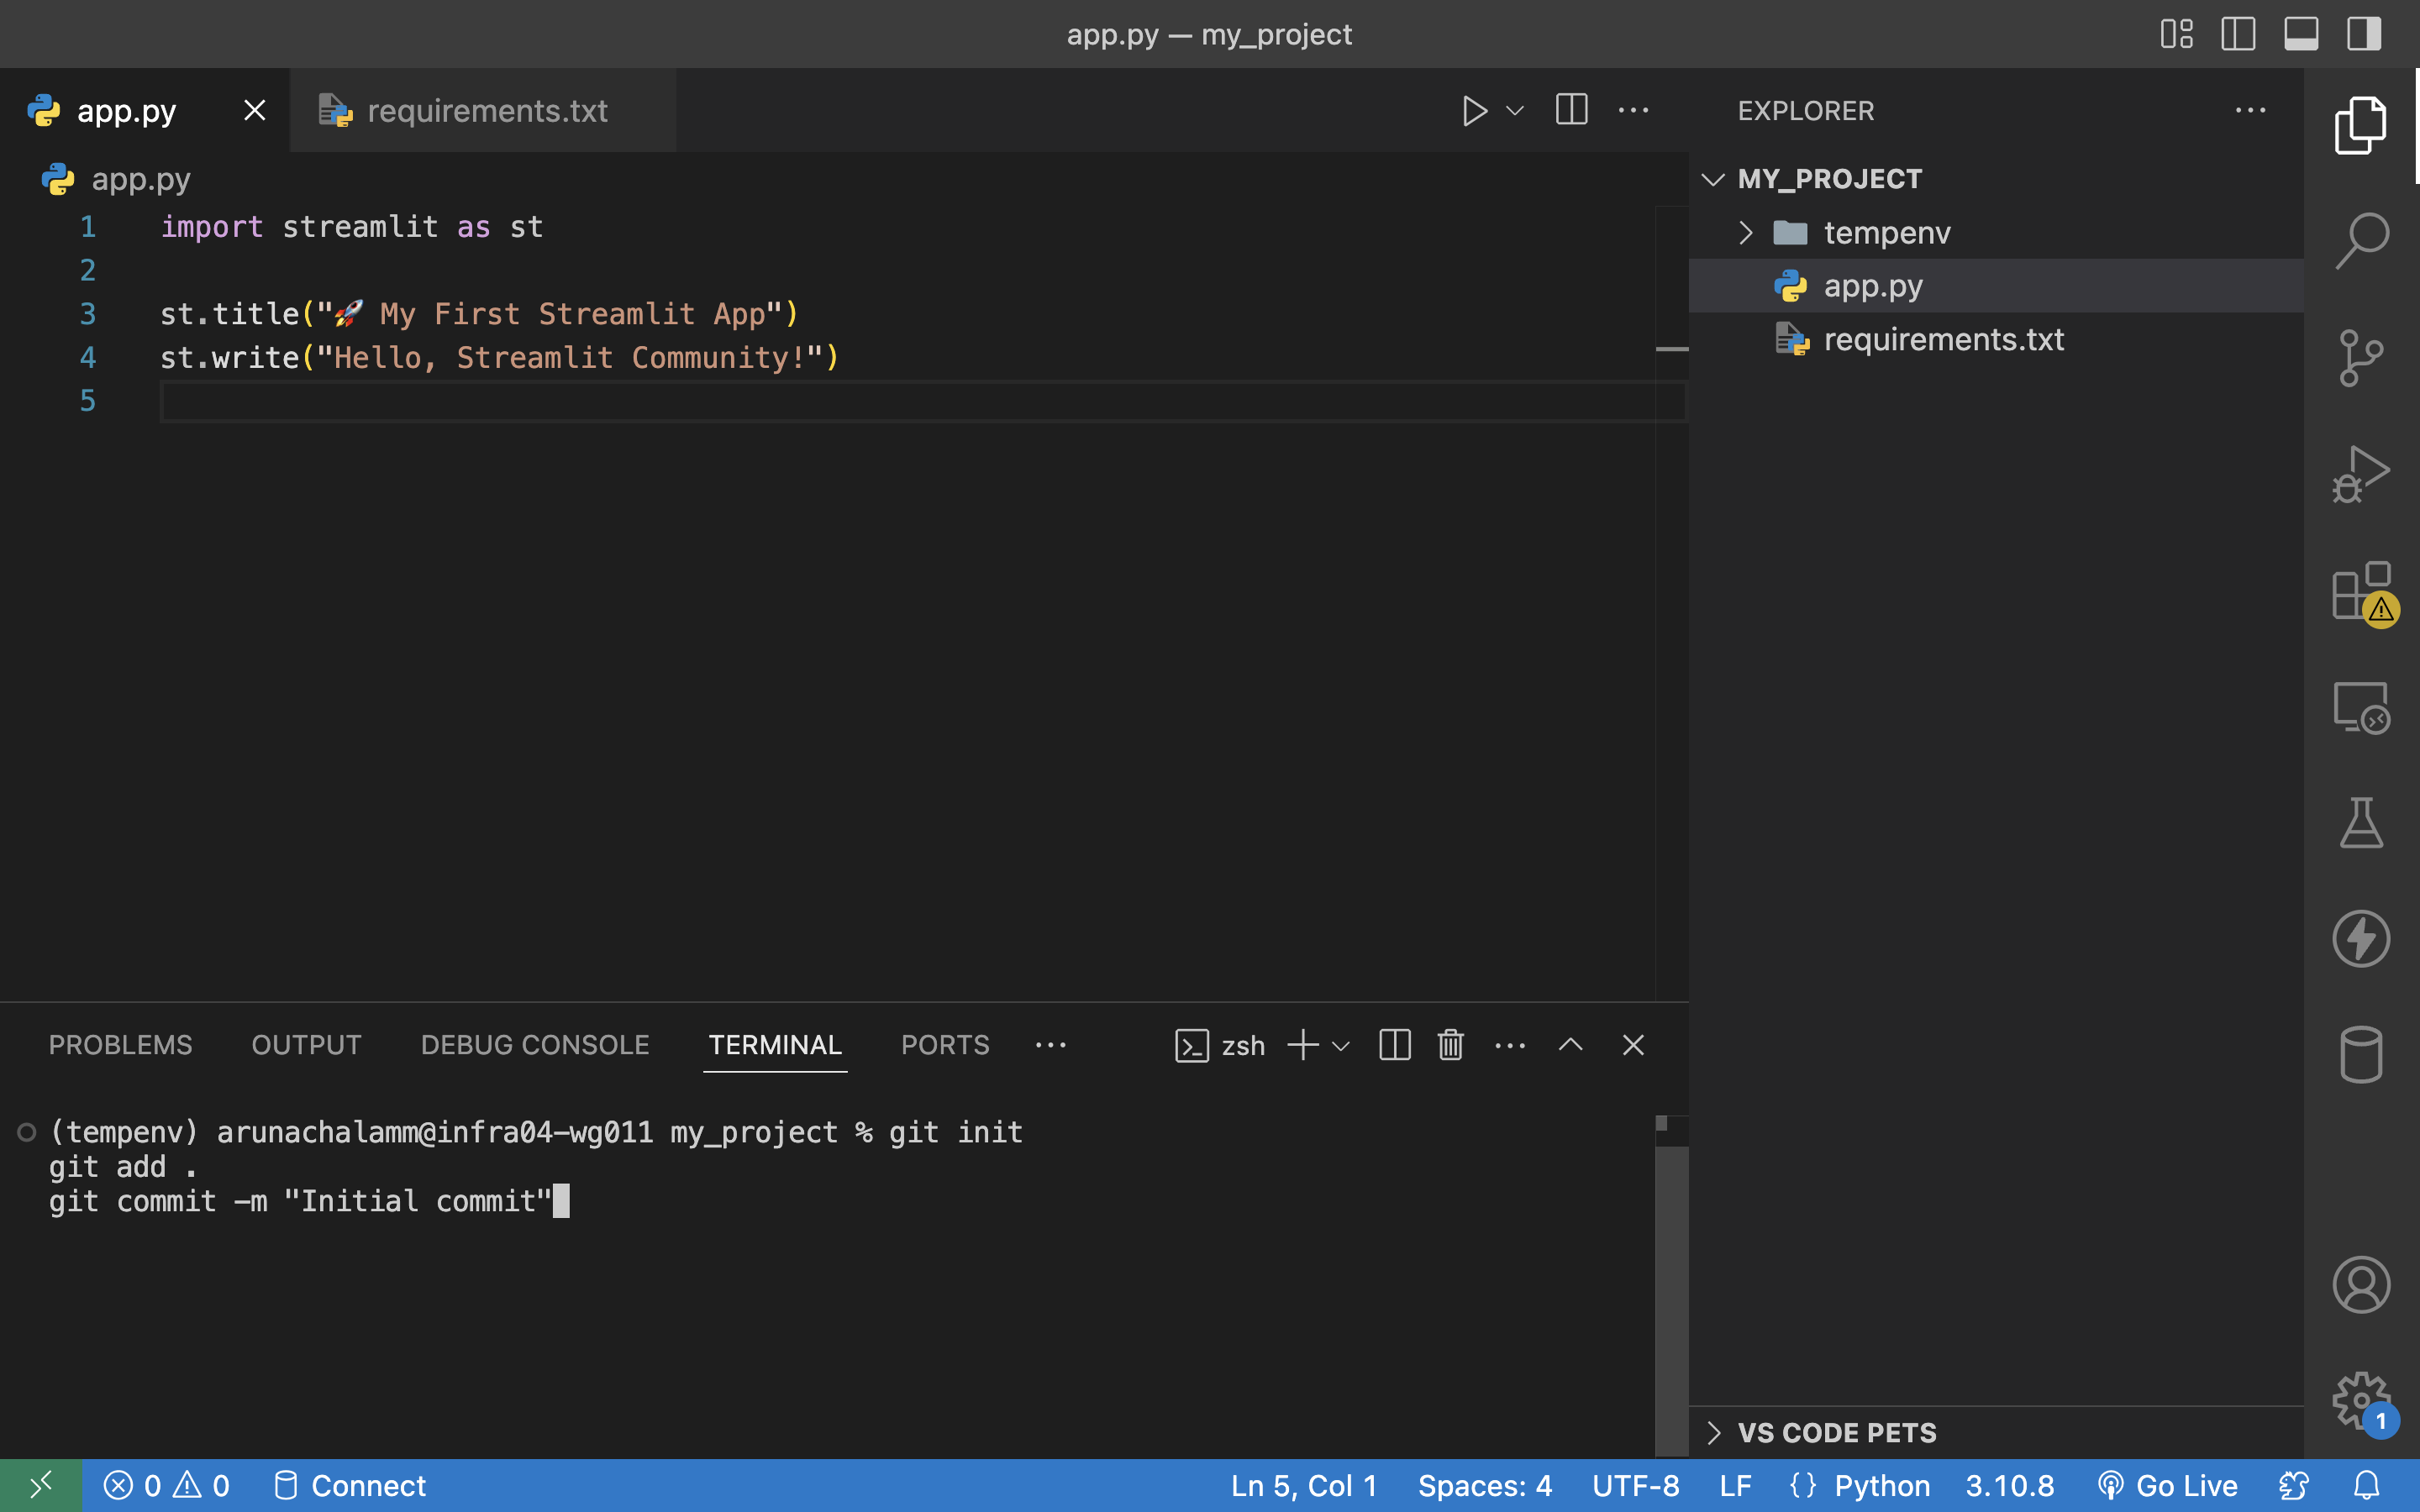 app.py — my_project
app.py
requirements.txt
EXPLORER
app.py
MY_PROJECT
tempenv
app.py
requirements.txt
1 import streamlit as st
2
3 st.title("🚀 My First Streamlit App")
4 st.write("Hello, Streamlit Community!")
5
PROBLEMS OUTPUT DEBUG CONSOLE TERMINAL PORTS
zsh
(tempenv) arunachalamm@infra04-wg011 my_project % git init
git add .
git commit -m "Initial commit"
VS CODE PETS
1
0 0 Connect
Ln 5, Col 1 Spaces: 4 UTF-8 LF {} Python 3.10.8 Go Live